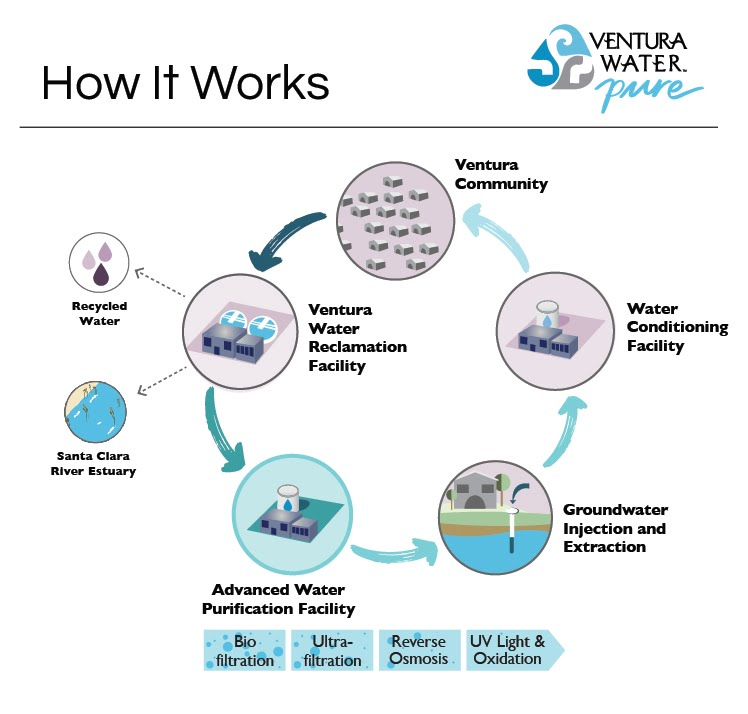 How It Works
VENTURA
WATER™
pure
Ventura
Community
Recycled
Water
Ventura
Water
Reclamation
Facility
Water
Conditioning
Facility
Santa Clara
River Estuary
Groundwater
Injection and
Extraction
Advanced Water
Purification Facility
Bio
filtration
Ultra-
filtration
Reverse
Osmosis
UV Light &
Oxidation